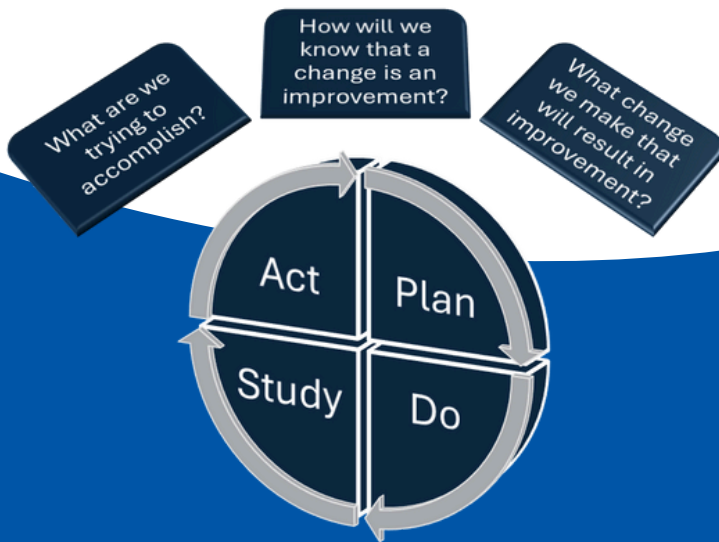 What are we
trying to
accomplish?
How will we
know that a
change is an
improvement?
What change
we make that
will result in
improvement?
Act
Plan
Study
Do